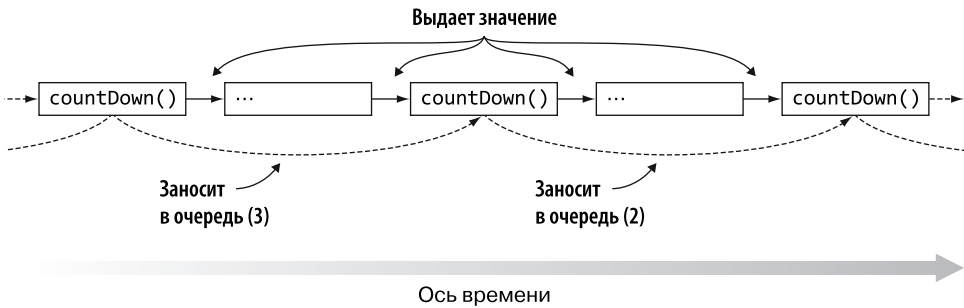 Выдает значение
countDown()
...
countDown()
...
countDown()
Заносит
в очередь (3)
Заносит
в очередь (2)
Ось времени